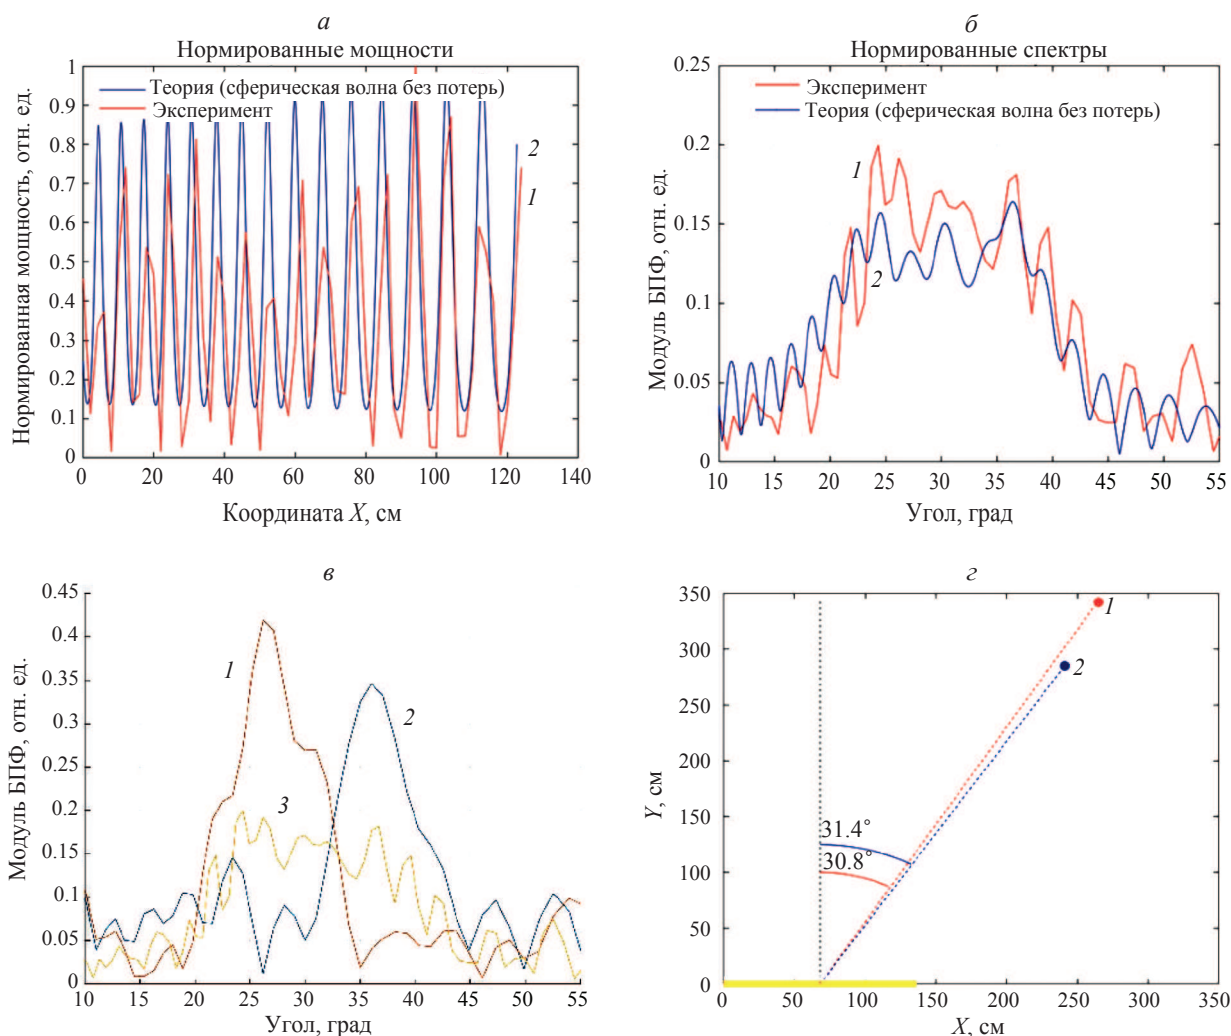 а
Нормированные мощности
Нормированная мощность, отн. ед.
1
0.9
0.8
0.7
0.6
0.5
0.4
0.3
0.2
0.1
0
Теория (сферическая волна без потерь)
Эксперимент
2
1
0 20 40 60 80 100 120 140
Координата X, см
б
Нормированные спектры
Модуль БПФ, отн. ед.
0.25
0.2
0.15
0.1
0.05
0
Эксперимент
Теория (сферическая волна без потерь)
1
2
10 15 20 25 30 35 40 45 50 55
Угол, град
в
Модуль БПФ, отн. ед.
0.45
0.4
0.35
0.3
0.25
0.2
0.15
0.1
0.05
0
1
2
3
10 15 20 25 30 35 40 45 50 55
Угол, град
г
Y, см
350
300
250
200
150
100
50
0
1
2
31.4°
30.8°
0 50 100 150 200 250 300 350
X, см